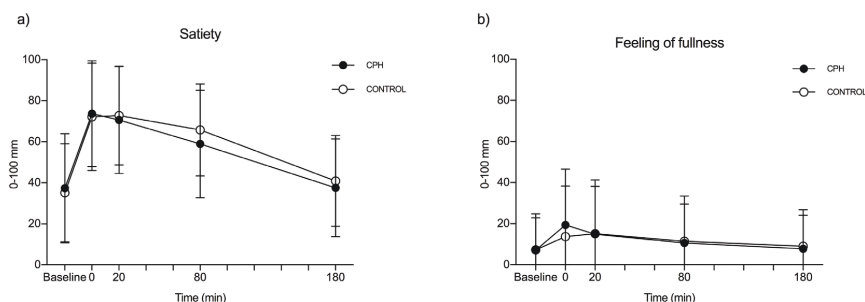 a)
Satiety
CPH
CONTROL
0-100 mm
100
80
60
40
20
0
Baseline 0 20 80 180
Time (min)
b)
Feeling of fullness
CPH
CONTROL
0-100 mm
100
80
60
40
20
0
Baseline 0 20 80 180
Time (min)